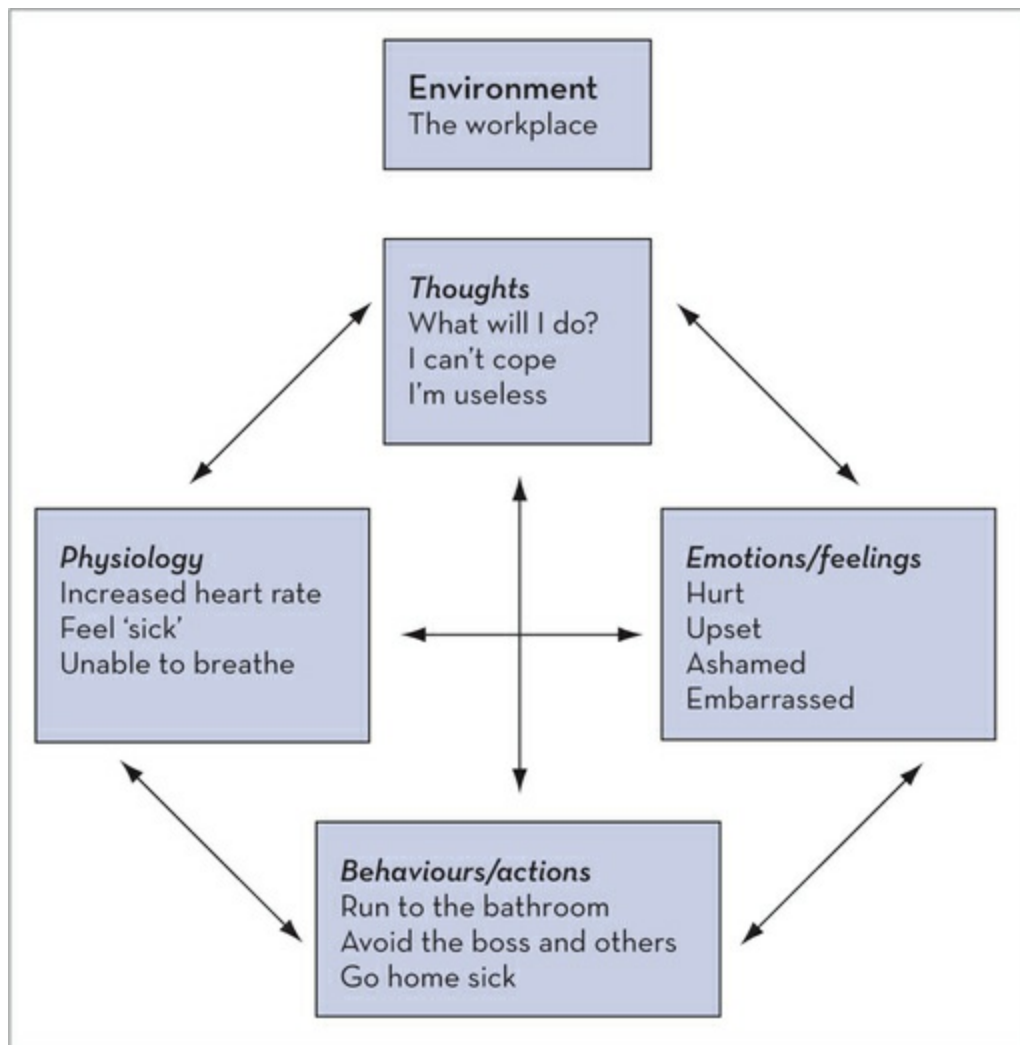 Environment
The workplace
Thoughts
What will I do?
I can't cope
I'm useless
Physiology
Increased heart rate
Feel ‘sick’
Unable to breathe
Emotions/feelings
Hurt
Upset
Ashamed
Embarrassed
Behaviours/actions
Run to the bathroom
Avoid the boss and others
Go home sick